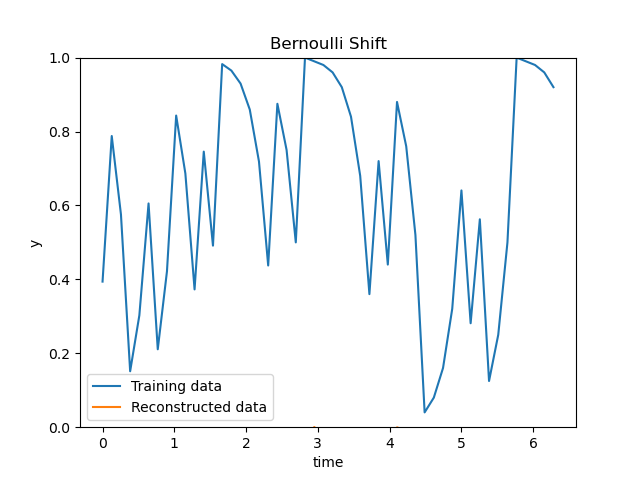 Bernoulli Shift
y
1.0
0.8
0.6
0.4
0.2
0.0
Training data
Reconstructed data
0 1 2 3 4 5 6
time